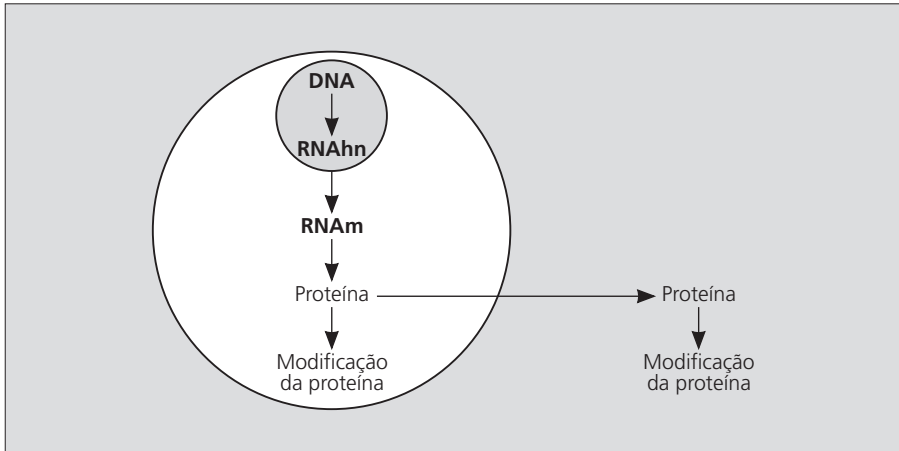 DNA
RNAhn
RNAm
Proteína
Proteína
Modificação
da proteína
Modificação
da proteína